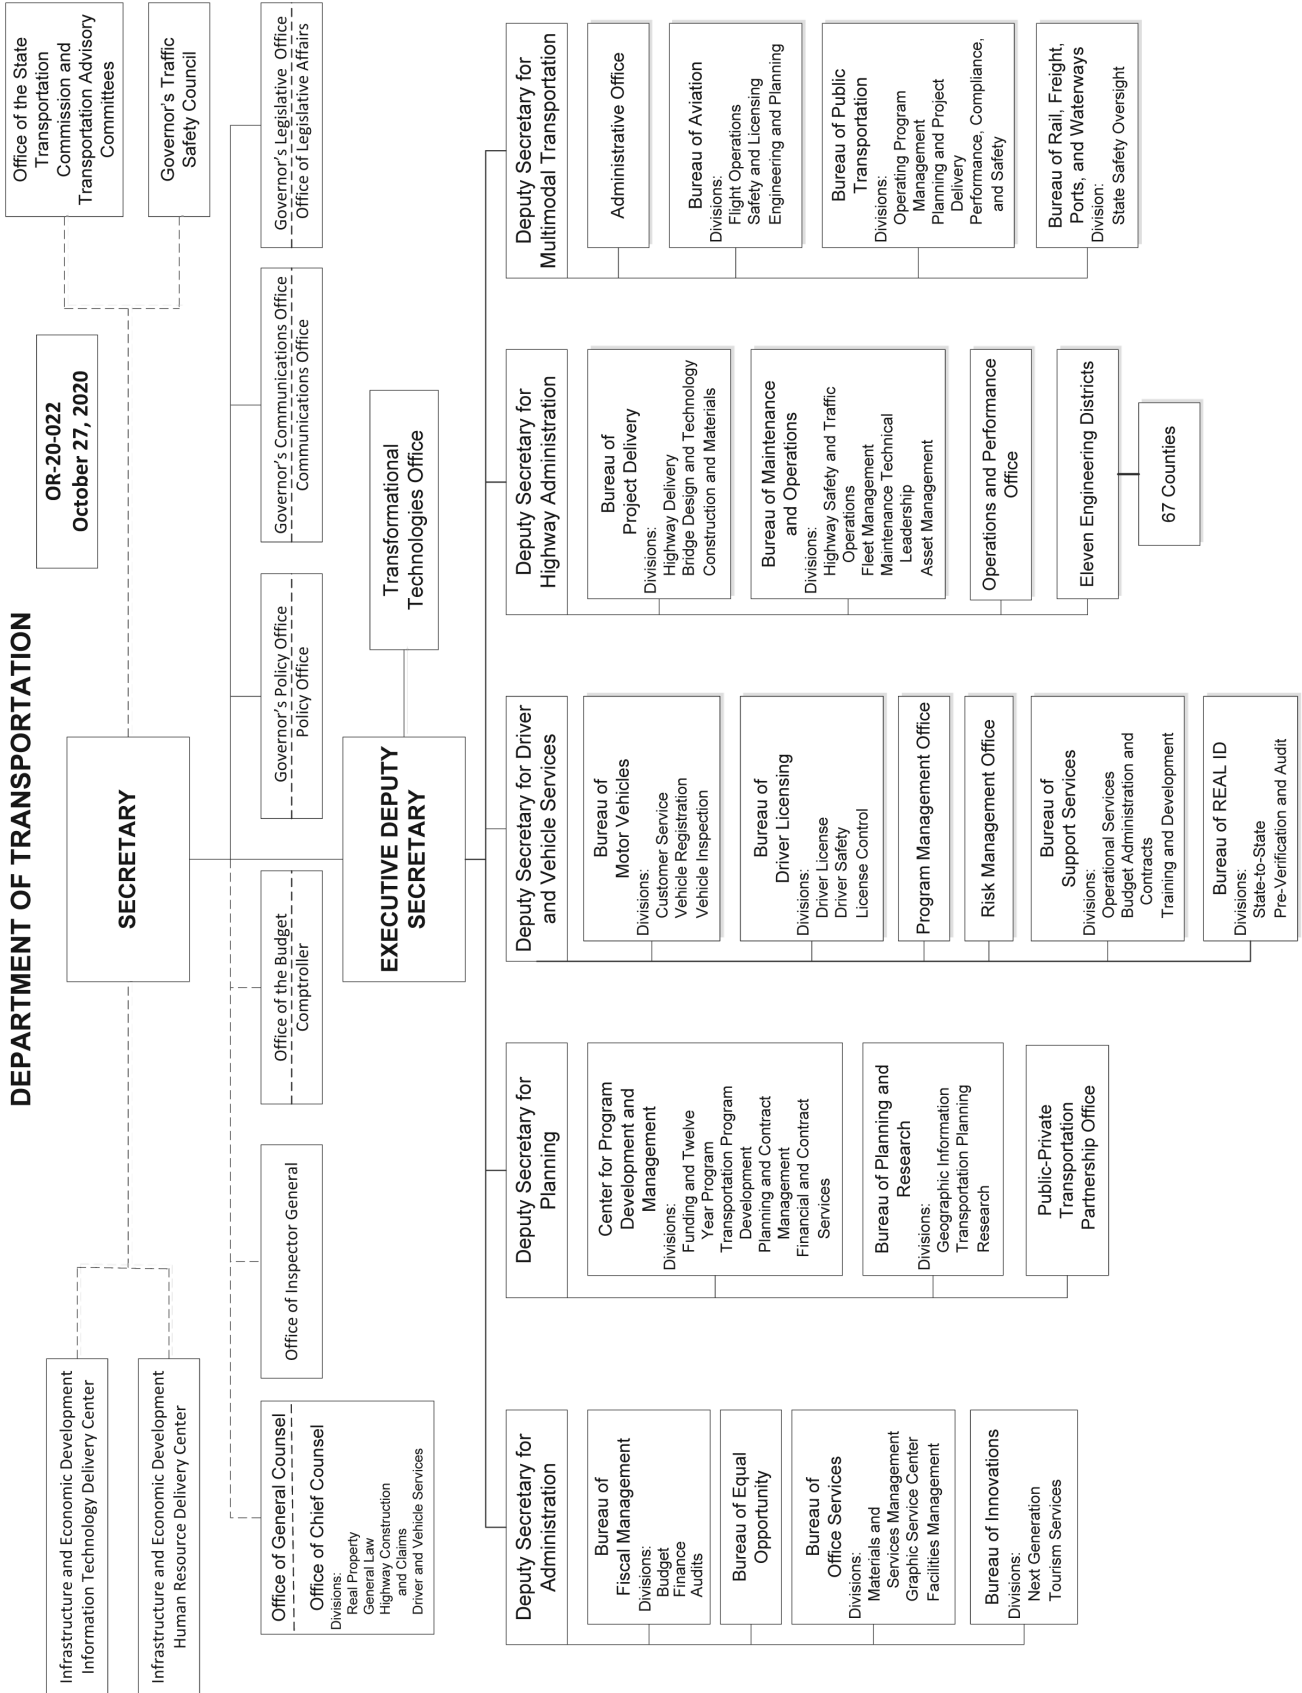 DEPARTMENT OF TRANSPORTATION
OR-20-022
October 27, 2020
Infrastructure and Economic Development
Information Technology Delivery Center
Infrastructure and Economic Development
Human Resource Delivery Center
SECRETARY
Office of the State
Transportation
Commission and
Transportation Advisory
Committees
Governor's Traffic
Safety Council
Office of General Counsel
Office of Chief Counsel
Divisions:
Real Property
General Law
Highway Construction
and Claims
Driver and Vehicle Services
Office of Inspector General
Office of the Budget
Comptroller
Governor's Policy Office
Policy Office
Governor's Communications Office
Communications Office
Governor's Legislative Office
Office of Legislative Affairs
EXECUTIVE DEPUTY
SECRETARY
Transformational
Technologies Office
Deputy Secretary for
Administration
Bureau of
Fiscal Management
Divisions:
Budget
Finance
Audits
Bureau of Equal
Opportunity
Bureau of
Office Services
Divisions:
Materials and
Services Management
Graphic Service Center
Facilities Management
Bureau of Innovations
Divisions:
Next Generation
Tourism Services
Deputy Secretary for
Planning
Center for Program
Development and
Management
Divisions:
Funding and Twelve
Year Program
Transportation Program
Development
Planning and Contract
Management
Financial and Contract
Services
Bureau of Planning and
Research
Divisions:
Geographic Information
Transportation Planning
Research
Public-Private
Transportation
Partnership Office
Deputy Secretary for Driver
and Vehicle Services
Bureau of
Motor Vehicles
Divisions:
Customer Service
Vehicle Registration
Vehicle Inspection
Bureau of
Driver Licensing
Divisions:
Driver License
Driver Safety
License Control
Program Management Office
Risk Management Office
Bureau of
Support Services
Divisions:
Operational Services
Budget Administration and
Contracts
Training and Development
Bureau of REAL ID
Divisions:
State-to-State
Pre-Verification and Audit
Deputy Secretary for
Highway Administration
Bureau of
Project Delivery
Divisions:
Highway Delivery
Bridge Design and Technology
Construction and Materials
Bureau of Maintenance
and Operations
Divisions:
Highway Safety and Traffic
Operations
Fleet Management
Maintenance Technical
Leadership
Asset Management
Operations and Performance
Office
Eleven Engineering Districts
67 Counties
Deputy Secretary for
Multimodal Transportation
Administrative Office
Bureau of Aviation
Divisions:
Flight Operations
Safety and Licensing
Engineering and Planning
Bureau of Public
Transportation
Divisions:
Operating Program
Management
Planning and Project
Delivery
Performance, Compliance,
and Safety
Bureau of Rail, Freight,
Ports, and Waterways
Division:
State Safety Oversight